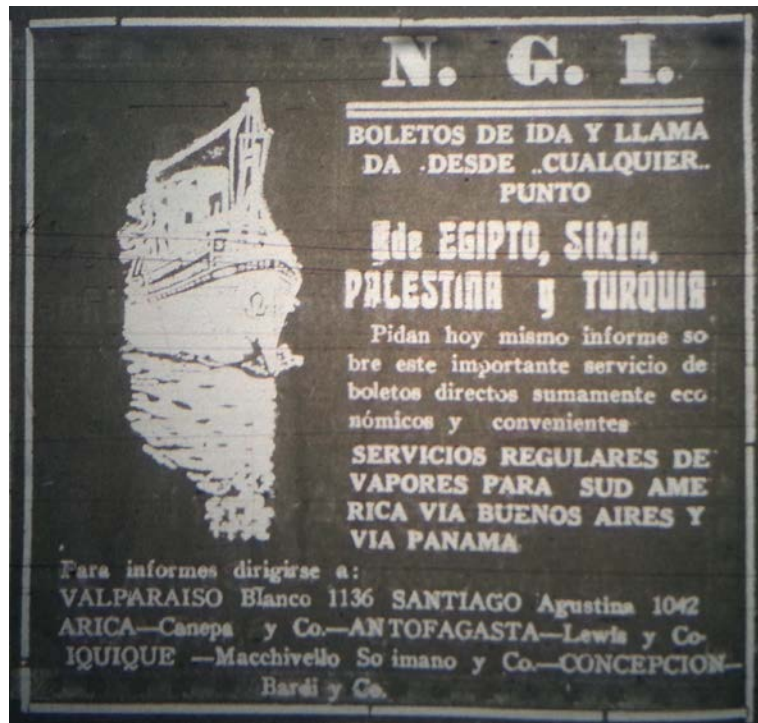 N. G. I.
BOLETOS DE IDA Y LLAMA
DA .DESDE ..CUALQUIER..
PUNTO
de EGIPTO, SIRIA,
PALESTINA y TURQUIA
Pidan hoy mismo informe so
bre este importante servicio de
boletos directos sumamente eco
nómicos y convenientes
SERVICIOS REGULARES DE
VAPORES PARA SUD AME
RICA VIA BUENOS AIRES Y
VIA PANAMA
Para informes dirigirse a:
VALPARAISO Blanco 1136 SANTIAGO Agustina 1042
ARICA—Canepa y Co.—ANTOFAGASTA—Lewis y Co-
IQUIQUE —Macchivello So imano y Co.—CONCEPCION—
Bardi y Co.